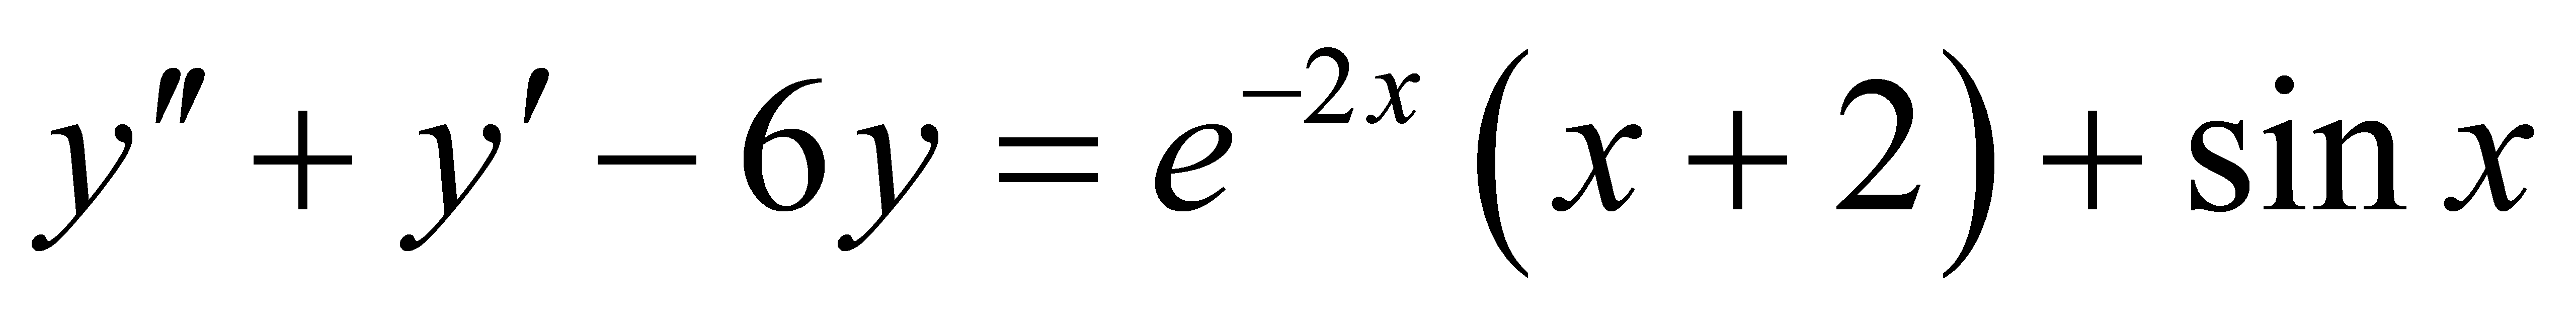 y″ + y′ − 6y = e^{−2x} (x + 2) + sin x